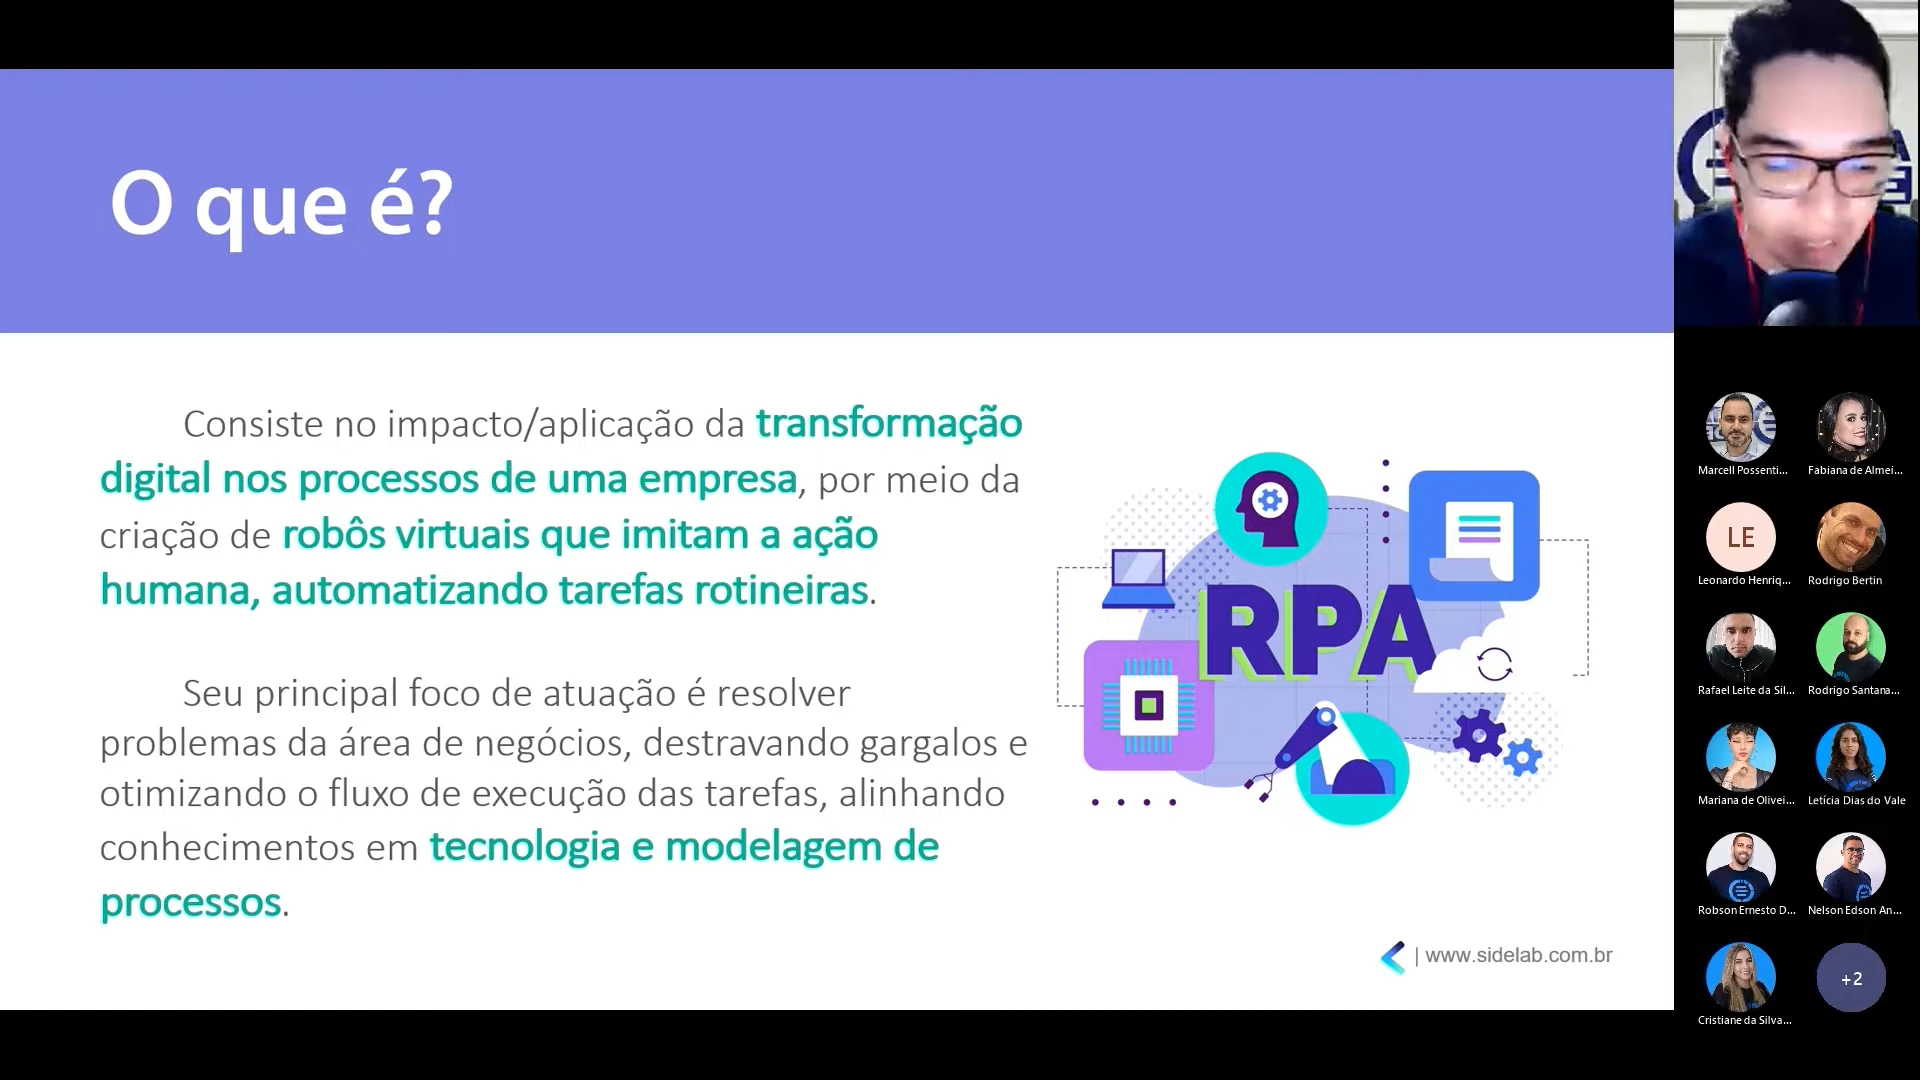 O que é?
Consiste no impacto/aplicação da transformação
digital nos processos de uma empresa, por meio da
criação de robôs virtuais que imitam a ação
humana, automatizando tarefas rotineiras.
Seu principal foco de atuação é resolver
problemas da área de negócios, destravando gargalos e
otimizando o fluxo de execução das tarefas, alinhando
conhecimentos em tecnologia e modelagem de
processos.
RPA
| www.sidelab.com.br
Marcell Possenti...
Fabiana de Almei...
LE
Leonardo Henriq...
Rodrigo Bertin
Rafael Leite da Sil...
Rodrigo Santana...
Mariana de Olivei...
Letícia Dias do Vale
Robson Ernesto D...
Nelson Edson An...
Cristiane da Silva...
+2